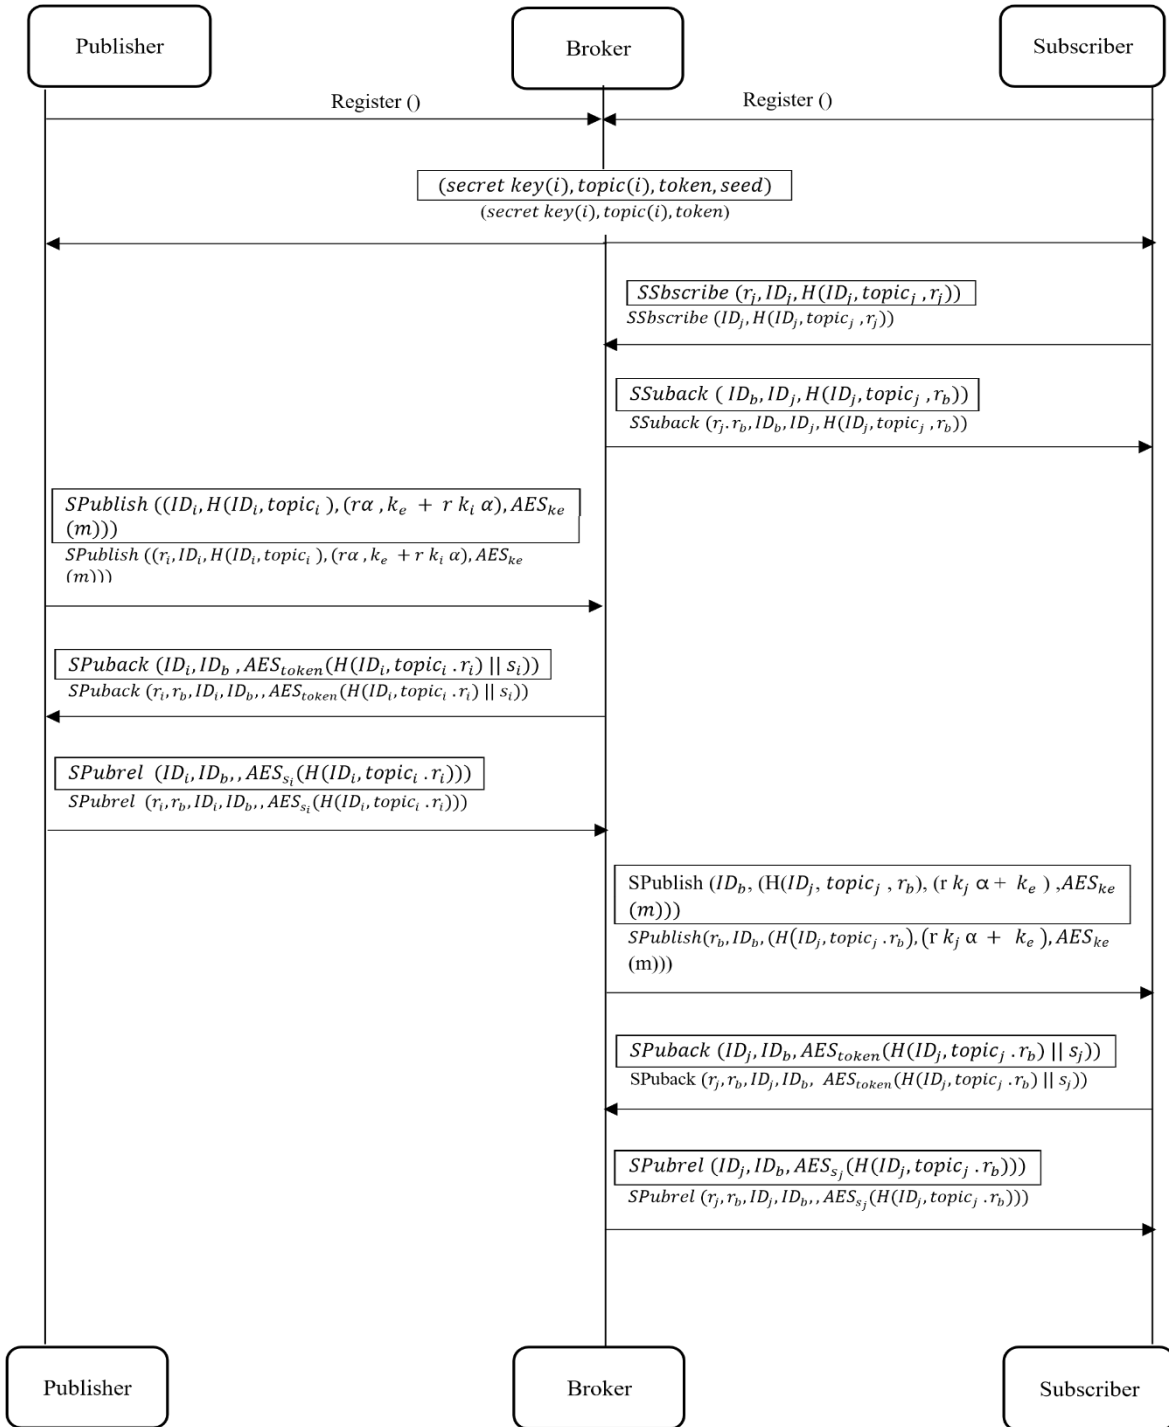 Publisher
Broker
Subscriber
Register ()
Register ()
(secret key(i), topic(i), token, seed)
(secret key(i), topic(i), token)
SSbscribe (r_j, ID_j, H(ID_j, topic_j , r_j))
SSbscribe (ID_j, H(ID_j, topic_j , r_j))
SSuback ( ID_b, ID_j, H(ID_j, topic_j , r_b))
SSuback (r_j. r_b, ID_b, ID_j, H(ID_j, topic_j , r_b))
SPublish ((ID_i, H(ID_i, topic_i ), (rα , k_e + r k_i α), AES_ke
(m)))
SPublish ((r_i, ID_i, H(ID_i, topic_i ), (rα , k_e + r k_i α), AES_ke
(m)))
SPuback (ID_i, ID_b , AES_token(H(ID_i, topic_i . r_i) || s_i))
SPuback (r_i, r_b, ID_i, ID_b,, AES_token(H(ID_i, topic_i . r_i) || s_i))
SPubrel (ID_i, ID_b,, AES_s_i(H(ID_i, topic_i . r_i)))
SPubrel (r_i, r_b, ID_i, ID_b,, AES_s_i(H(ID_i, topic_i . r_i)))
SPublish (ID_b, (H(ID_j, topic_j , r_b), (r k_j α + k_e ) , AES_ke
(m)))
SPublish(r_b, ID_b, (H(ID_j, topic_j . r_b), (r k_j α + k_e ), AES_ke
(m)))
SPuback (ID_j, ID_b, AES_token(H(ID_j, topic_j . r_b) || s_j))
SPuback (r_j, r_b, ID_j, ID_b, AES_token(H(ID_j, topic_j . r_b) || s_j))
SPubrel (ID_j, ID_b, AES_s_j(H(ID_j, topic_j . r_b)))
SPubrel (r_j, r_b, ID_j, ID_b,, AES_s_j(H(ID_j, topic_j . r_b)))
Publisher
Broker
Subscriber